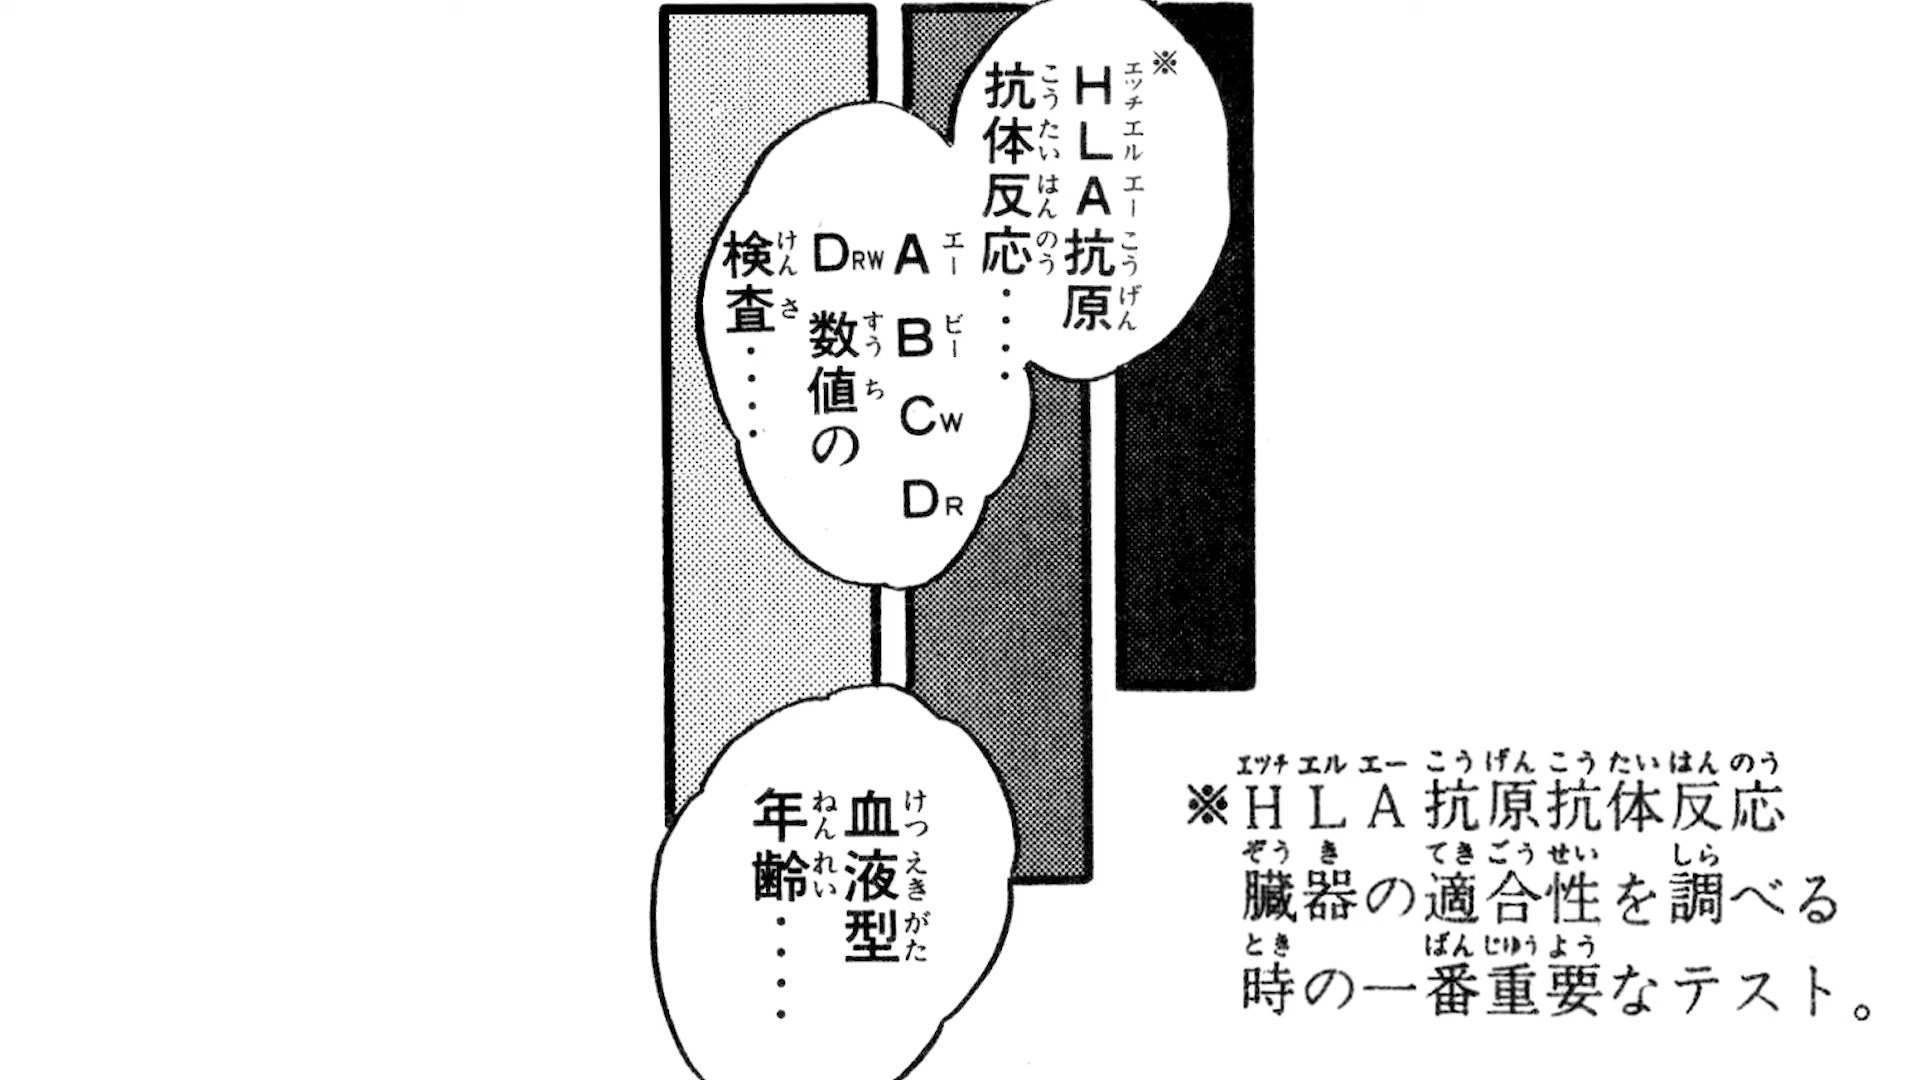 ※HLA抗原
抗体反応・・・・
A B CW DR
DRW 数値の
検査・・・・
血液型
年齢・・・・
※HLA抗原抗体反応
臓器の適合性を調べる
時の一番重要なテスト。